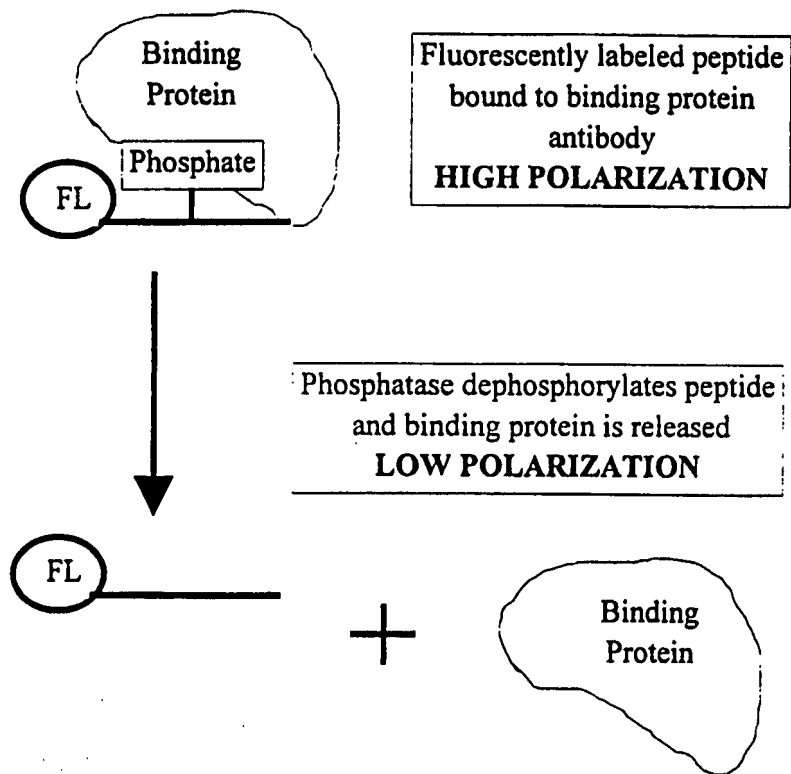 Binding
Protein
Phosphate
FL
Fluorescently labeled peptide
bound to binding protein
antibody
HIGH POLARIZATION
Phosphatase dephosphorylates peptide
and binding protein is released
LOW POLARIZATION
FL
Binding
Protein